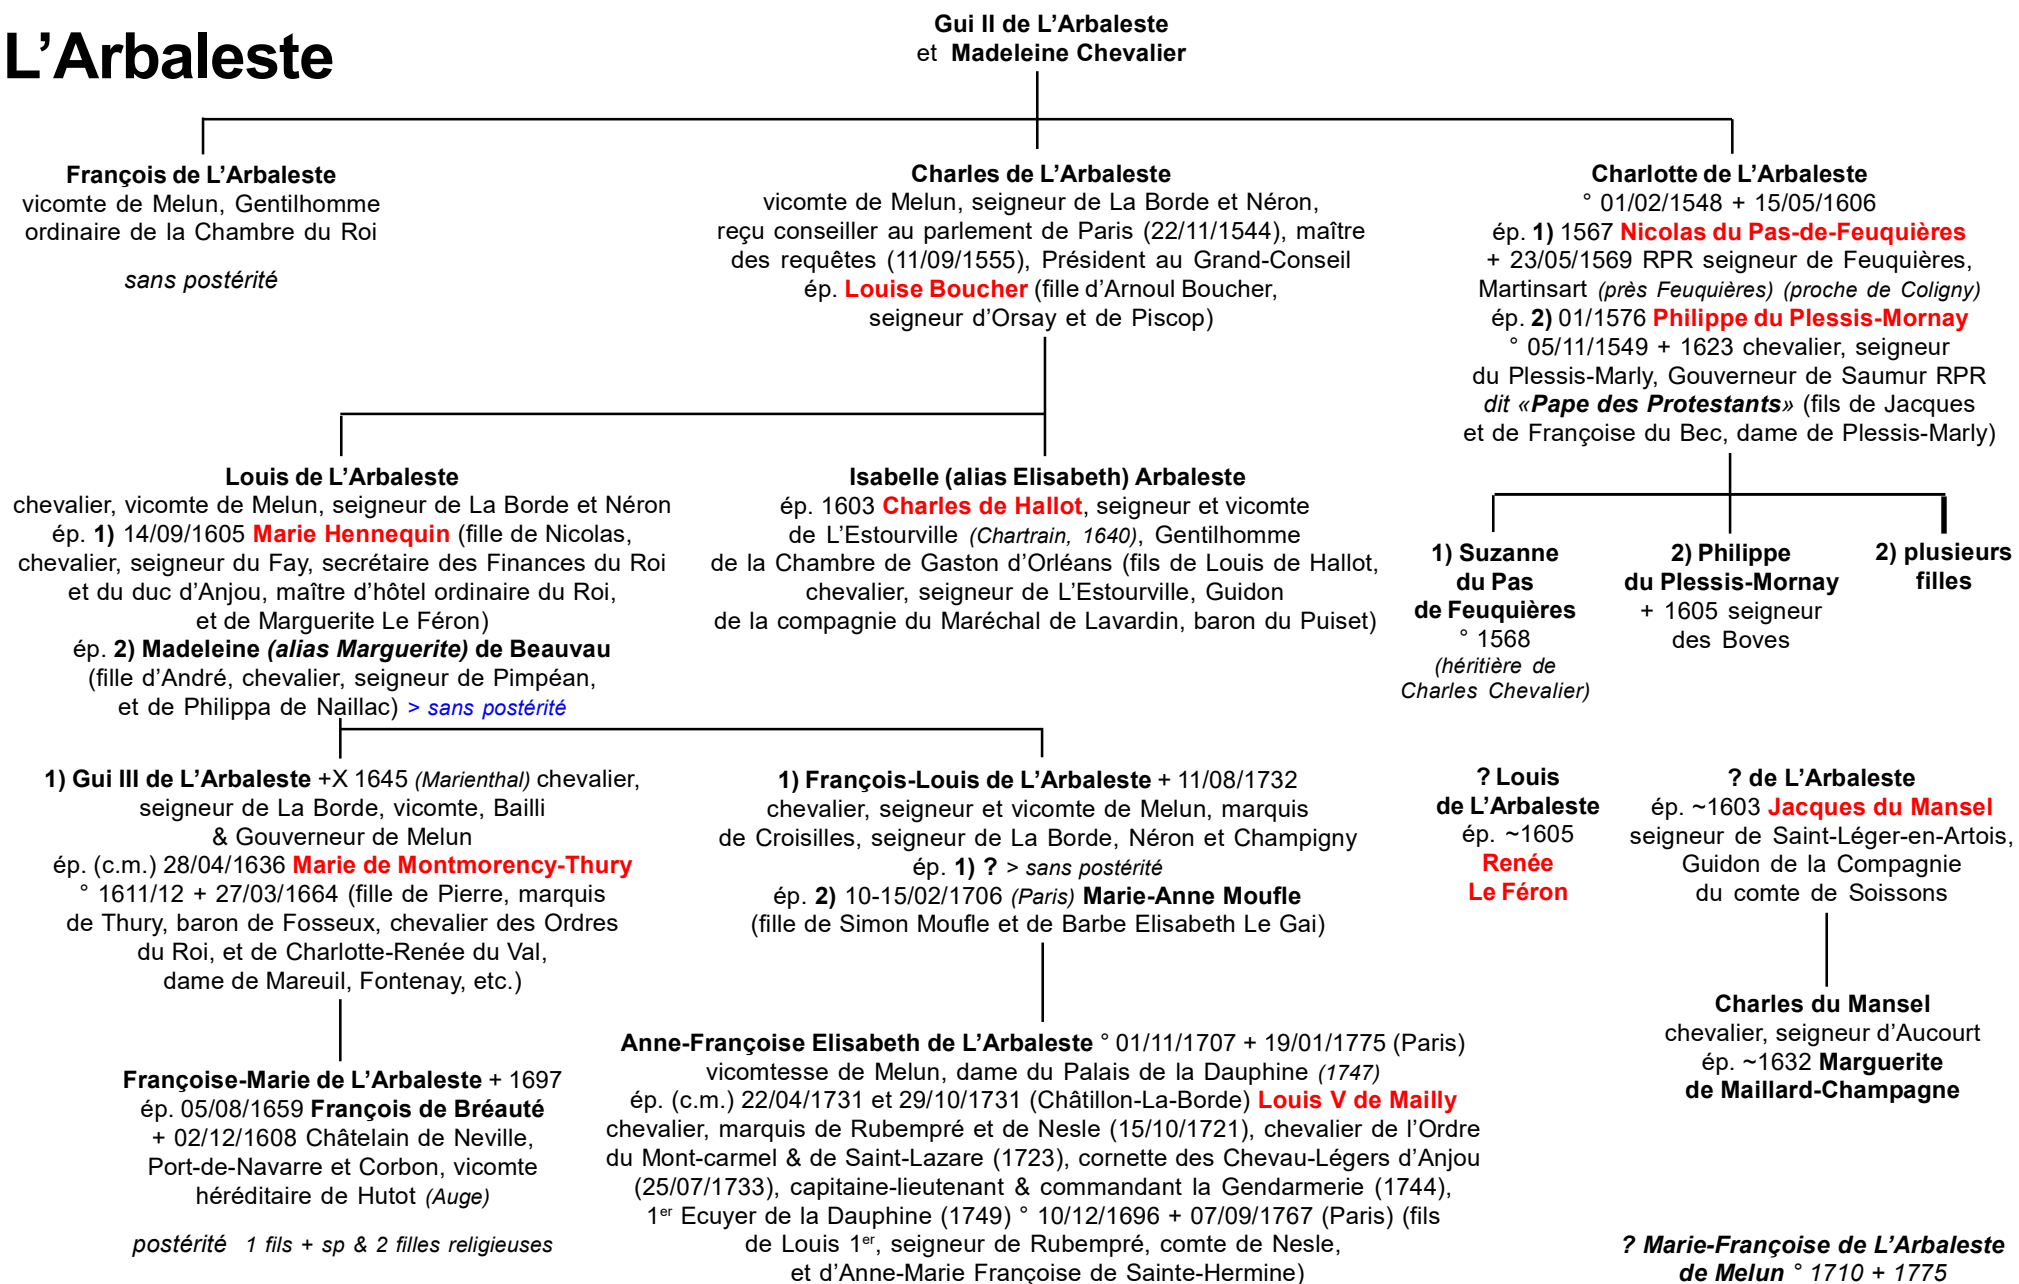 L’Arbaleste
Gui II de L’Arbaleste
et Madeleine Chevalier
François de L’Arbaleste
vicomte de Melun, Gentilhomme
ordinaire de la Chambre du Roi
sans postérité
Charles de L’Arbaleste
vicomte de Melun, seigneur de La Borde et Néron,
reçu conseiller au parlement de Paris (22/11/1544), maître
des requêtes (11/09/1555), Président au Grand-Conseil
ép. Louise Boucher (fille d’Arnoul Boucher,
seigneur d’Orsay et de Piscop)
Charlotte de L’Arbaleste
° 01/02/1548 + 15/05/1606
ép. 1) 1567 Nicolas du Pas-de-Feuquières
+ 23/05/1569 RPR seigneur de Feuquières,
Martinsart (près Feuquières) (proche de Coligny)
ép. 2) 01/1576 Philippe du Plessis-Mornay
° 05/11/1549 + 1623 chevalier, seigneur
du Plessis-Marly, Gouverneur de Saumur RPR
dit «Pape des Protestants» (fils de Jacques
et de Françoise du Bec, dame de Plessis-Marly)
Louis de L’Arbaleste
chevalier, vicomte de Melun, seigneur de La Borde et Néron
ép. 1) 14/09/1605 Marie Hennequin (fille de Nicolas,
chevalier, seigneur du Fay, secrétaire des Finances du Roi
et du duc d’Anjou, maître d’hôtel ordinaire du Roi,
et de Marguerite Le Féron)
ép. 2) Madeleine (alias Marguerite) de Beauvau
(fille d’André, chevalier, seigneur de Pimpéan,
et de Philippa de Naillac) > sans postérité
Isabelle (alias Elisabeth) Arbaleste
ép. 1603 Charles de Hallot, seigneur et vicomte
de L’Estourville (Chartrain, 1640), Gentilhomme
de la Chambre de Gaston d’Orléans (fils de Louis de Hallot,
chevalier, seigneur de L’Estourville, Guidon
de la compagnie du Maréchal de Lavardin, baron du Puiset)
1) Suzanne
du Pas
de Feuquières
° 1568
(héritière de
Charles Chevalier)
2) Philippe
du Plessis-Mornay
+ 1605 seigneur
des Boves
2) plusieurs
filles
1) Gui III de L’Arbaleste +X 1645 (Marienthal) chevalier,
seigneur de La Borde, vicomte, Bailli
& Gouverneur de Melun
ép. (c.m.) 28/04/1636 Marie de Montmorency-Thury
° 1611/12 + 27/03/1664 (fille de Pierre, marquis
de Thury, baron de Fosseux, chevalier des Ordres
du Roi, et de Charlotte-Renée du Val,
dame de Mareuil, Fontenay, etc.)
1) François-Louis de L’Arbaleste + 11/08/1732
chevalier, seigneur et vicomte de Melun, marquis
de Croisilles, seigneur de La Borde, Néron et Champigny
ép. 1) ? > sans postérité
ép. 2) 10-15/02/1706 (Paris) Marie-Anne Moufle
(fille de Simon Moufle et de Barbe Elisabeth Le Gai)
? Louis
de L’Arbaleste
ép. ~1605
Renée
Le Féron
? de L’Arbaleste
ép. ~1603 Jacques du Mansel
seigneur de Saint-Léger-en-Artois,
Guidon de la Compagnie
du comte de Soissons
Françoise-Marie de L’Arbaleste + 1697
ép. 05/08/1659 François de Bréauté
+ 02/12/1608 Châtelain de Neville,
Port-de-Navarre et Corbon, vicomte
héréditaire de Hutot (Auge)
postérité 1 fils + sp & 2 filles religieuses
Anne-Françoise Elisabeth de L’Arbaleste ° 01/11/1707 + 19/01/1775 (Paris)
vicomtesse de Melun, dame du Palais de la Dauphine (1747)
ép. (c.m.) 22/04/1731 et 29/10/1731 (Châtillon-La-Borde) Louis V de Mailly
chevalier, marquis de Rubempré et de Nesle (15/10/1721), chevalier de l’Ordre
du Mont-carmel & de Saint-Lazare (1723), cornette des Chevau-Légers d’Anjou
(25/07/1733), capitaine-lieutenant & commandant la Gendarmerie (1744),
1er Ecuyer de la Dauphine (1749) ° 10/12/1696 + 07/09/1767 (Paris) (fils
de Louis 1er, seigneur de Rubempré, comte de Nesle,
et d’Anne-Marie Françoise de Sainte-Hermine)
Charles du Mansel
chevalier, seigneur d’Aucourt
ép. ~1632 Marguerite
de Maillard-Champagne
? Marie-Françoise de L’Arbaleste
de Melun ° 1710 + 1775